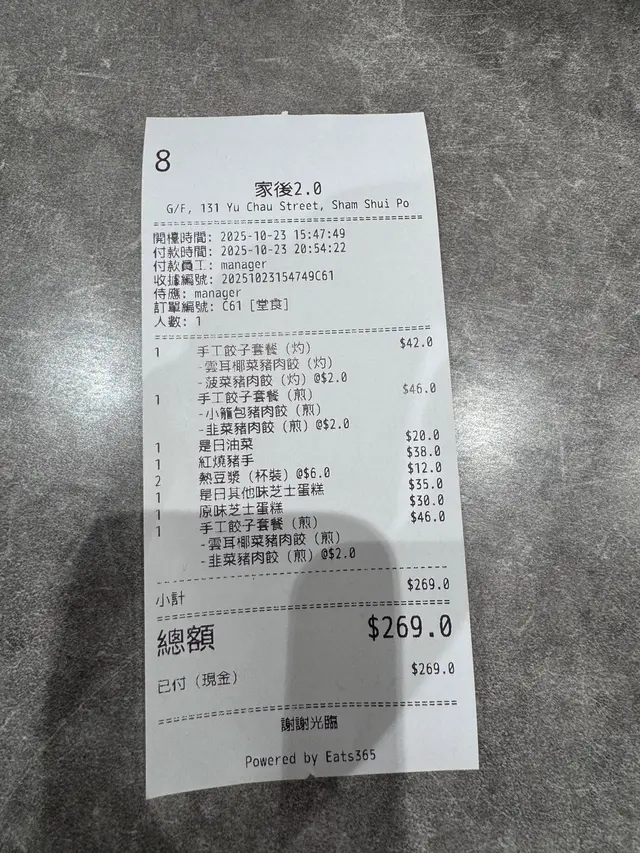 8
家後2.0
G/F, 131 Yu Chau Street, Sham Shui Po
開檯時間: 2025-10-23 15:47:49
付款時間: 2025-10-23 20:54:22
付款員工: manager
收據編號: 20251023154749C61
侍應: manager
訂單編號: C61 [堂食]
人數: 1
1 手工餃子套餐 (灼) $42.0
-雲耳椰菜豬肉餃 (灼)
-菠菜豬肉餃 (灼) @$2.0
1 手工餃子套餐 (煎) $46.0
-小籠包豬肉餃 (煎)
-韭菜豬肉餃 (煎) @$2.0
1 是日油菜 $20.0
1 紅燒豬手 $38.0
2 熱豆漿 (杯裝) @$6.0 $12.0
1 是日其他味芝士蛋糕 $35.0
1 原味芝士蛋糕 $30.0
1 手工餃子套餐 (煎) $46.0
-雲耳椰菜豬肉餃 (煎)
-韭菜豬肉餃 (煎) @$2.0
小計 $269.0
總額 $269.0
已付 (現金) $269.0
謝謝光臨
Powered by Eats365